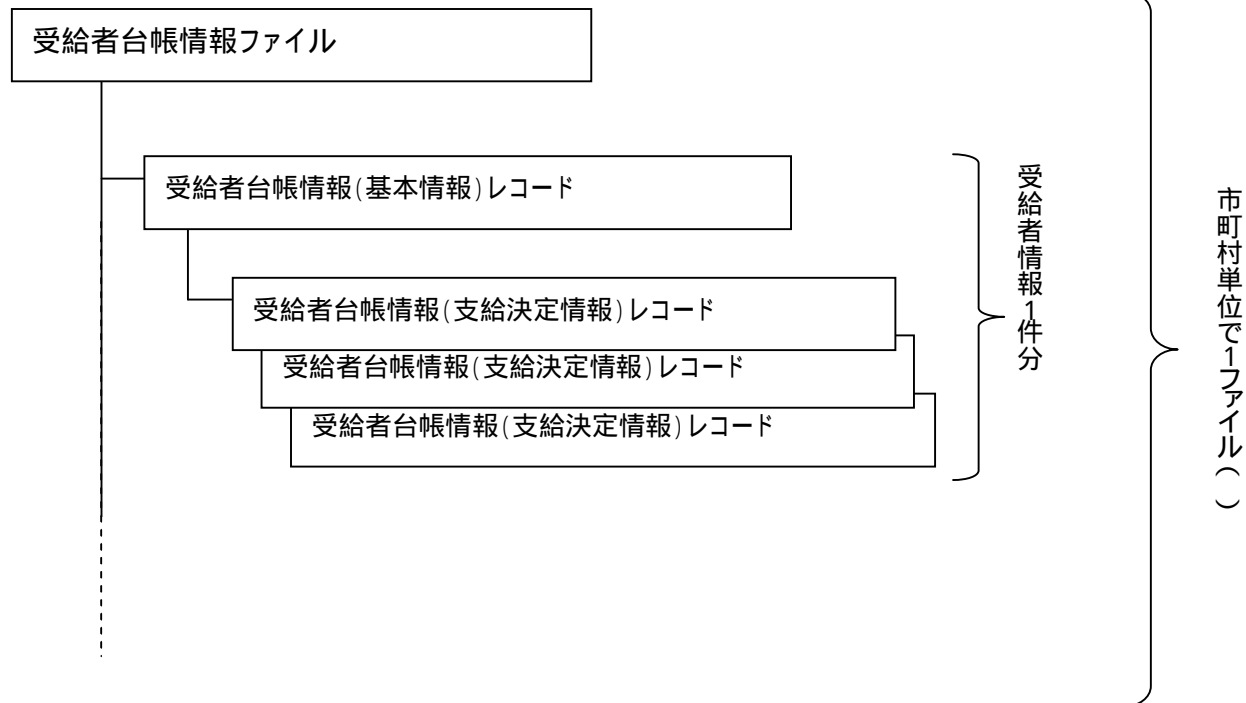 受給者台帳情報ファイル
受給者台帳情報(基本情報)レコード
受給者台帳情報(支給決定情報)レコード
受給者台帳情報(支給決定情報)レコード
受給者台帳情報(支給決定情報)レコード
受給者情報1件分
市町村単位で1ファイル( )